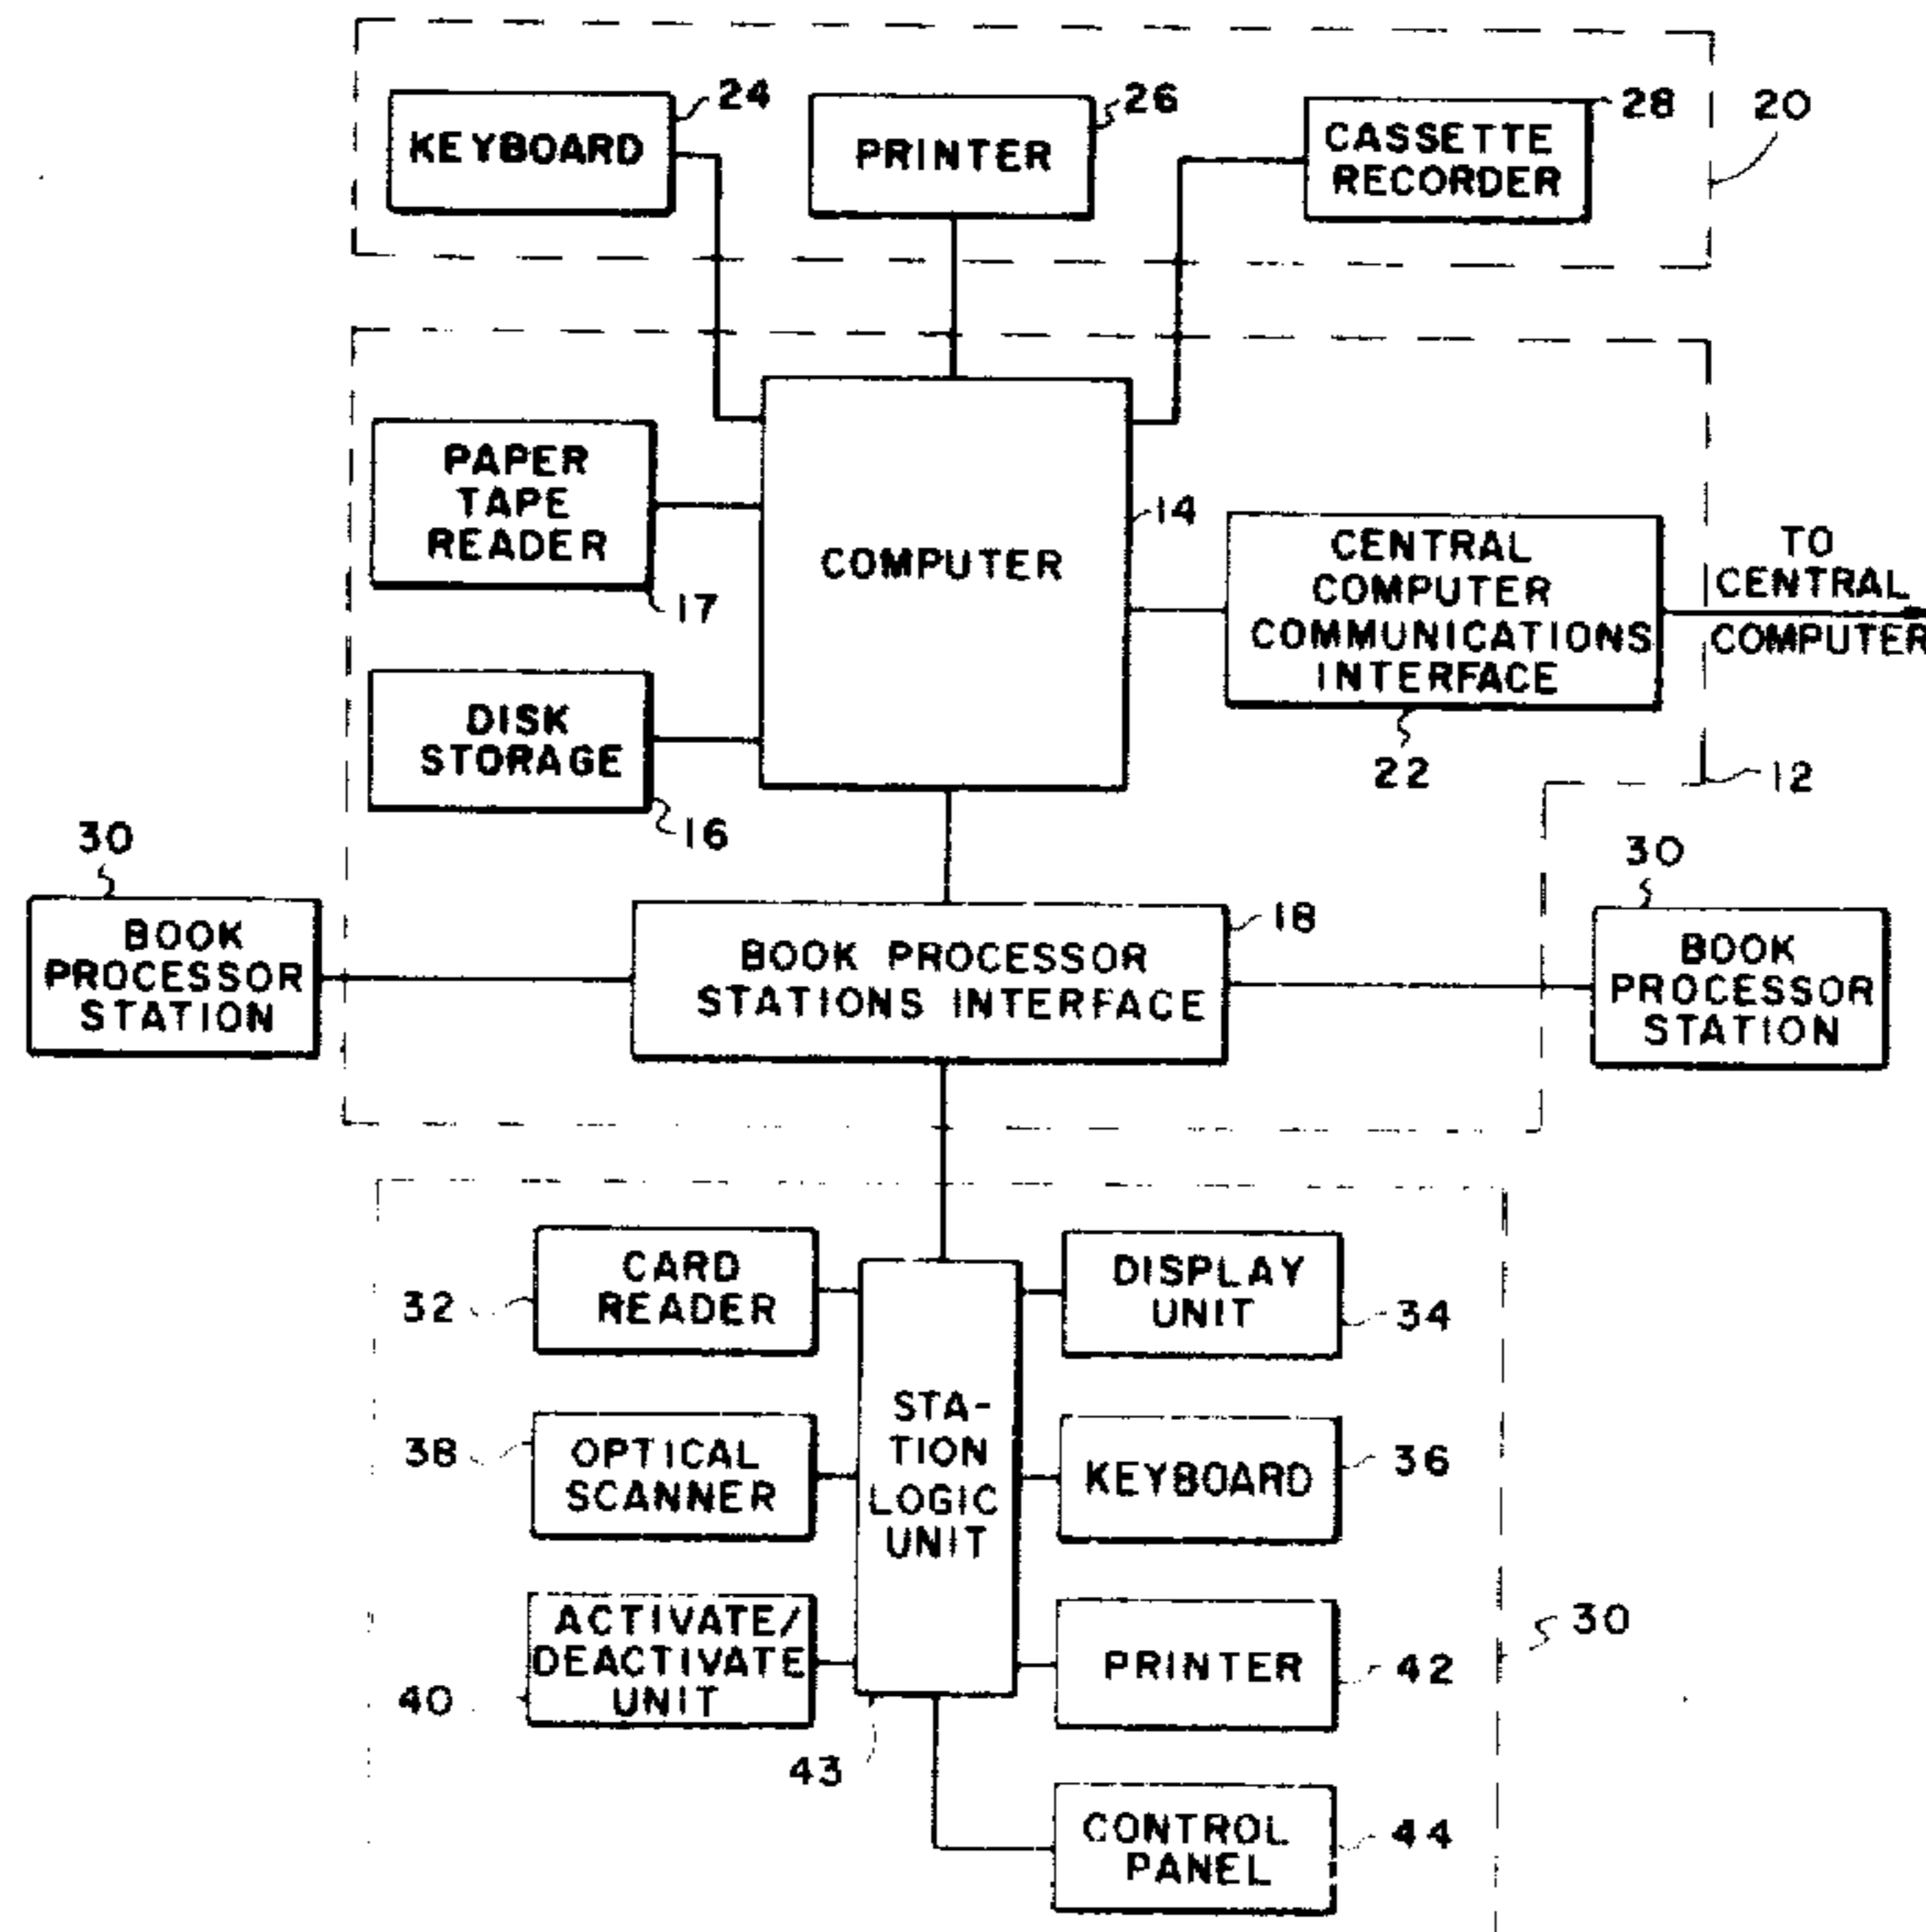 24
KEYBOARD
26
PRINTER
28
CASSETTE
RECORDER
20
PAPER
TAPE
READER
17
COMPUTER
14
CENTRAL
COMPUTER
COMMUNICATIONS
INTERFACE
22
TO
CENTRAL
COMPUTER
12
DISK
STORAGE
16
30
BOOK
PROCESSOR
STATION
BOOK PROCESSOR
STATIONS INTERFACE
18
30
BOOK
PROCESSOR
STATION
32
CARD
READER
DISPLAY
UNIT
34
38
OPTICAL
SCANNER
STA-
TION
LOGIC
UNIT
KEYBOARD
36
40
ACTIVATE/
DEACTIVATE
UNIT
43
PRINTER
42
30
CONTROL
PANEL
44